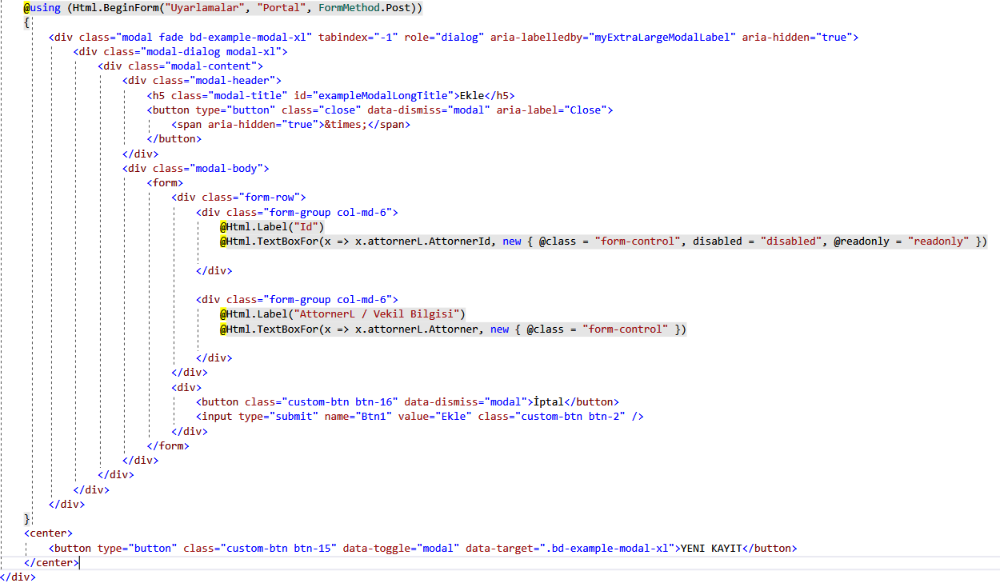 @using (Html.BeginForm("Uyarlamalar", "Portal", FormMethod.Post))
{
    <div class="modal fade bd-example-modal-xl" tabindex="-1" role="dialog" aria-labelledby="myExtraLargeModalLabel" aria-hidden="true">
        <div class="modal-dialog modal-xl">
            <div class="modal-content">
                <div class="modal-header">
                    <h5 class="modal-title" id="exampleModalLongTitle">Ekle</h5>
                    <button type="button" class="close" data-dismiss="modal" aria-label="Close">
                        <span aria-hidden="true">&times;</span>
                    </button>
                </div>
                <div class="modal-body">
                    <form>
                        <div class="form-row">
                            <div class="form-group col-md-6">
                                @Html.Label("Id")
                                @Html.TextBoxFor(x => x.attornerL.AttornerId, new { @class = "form-control", disabled = "disabled", @readonly = "readonly" })
                            </div>
                            <div class="form-group col-md-6">
                                @Html.Label("AttornerL / Vekil Bilgisi")
                                @Html.TextBoxFor(x => x.attornerL.Attorner, new { @class = "form-control" })
                            </div>
                        </div>
                        <div>
                            <button class="custom-btn btn-16" data-dismiss="modal">İptal</button>
                            <input type="submit" name="Btn1" value="Ekle" class="custom-btn btn-2" />
                        </div>
                    </form>
                </div>
            </div>
        </div>
    </div>
}
<center>
    <button type="button" class="custom-btn btn-15" data-toggle="modal" data-target=".bd-example-modal-xl">YENI KAYIT</button>
</center>
</div>